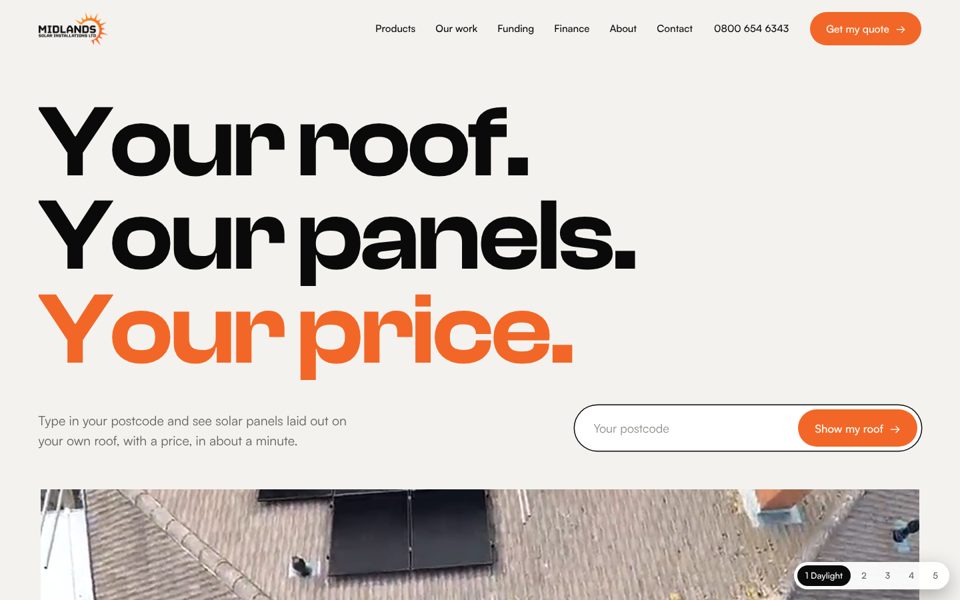 MIDLANDS
SOLAR INSTALLATIONS LTD
Products
Our work
Funding
Finance
About
Contact
0800 654 6343
Get my quote →
Your roof.
Your panels.
Your price.
Type in your postcode and see solar panels laid out on
your own roof, with a price, in about a minute.
Your postcode
Show my roof →
1 Daylight
2
3
4
5